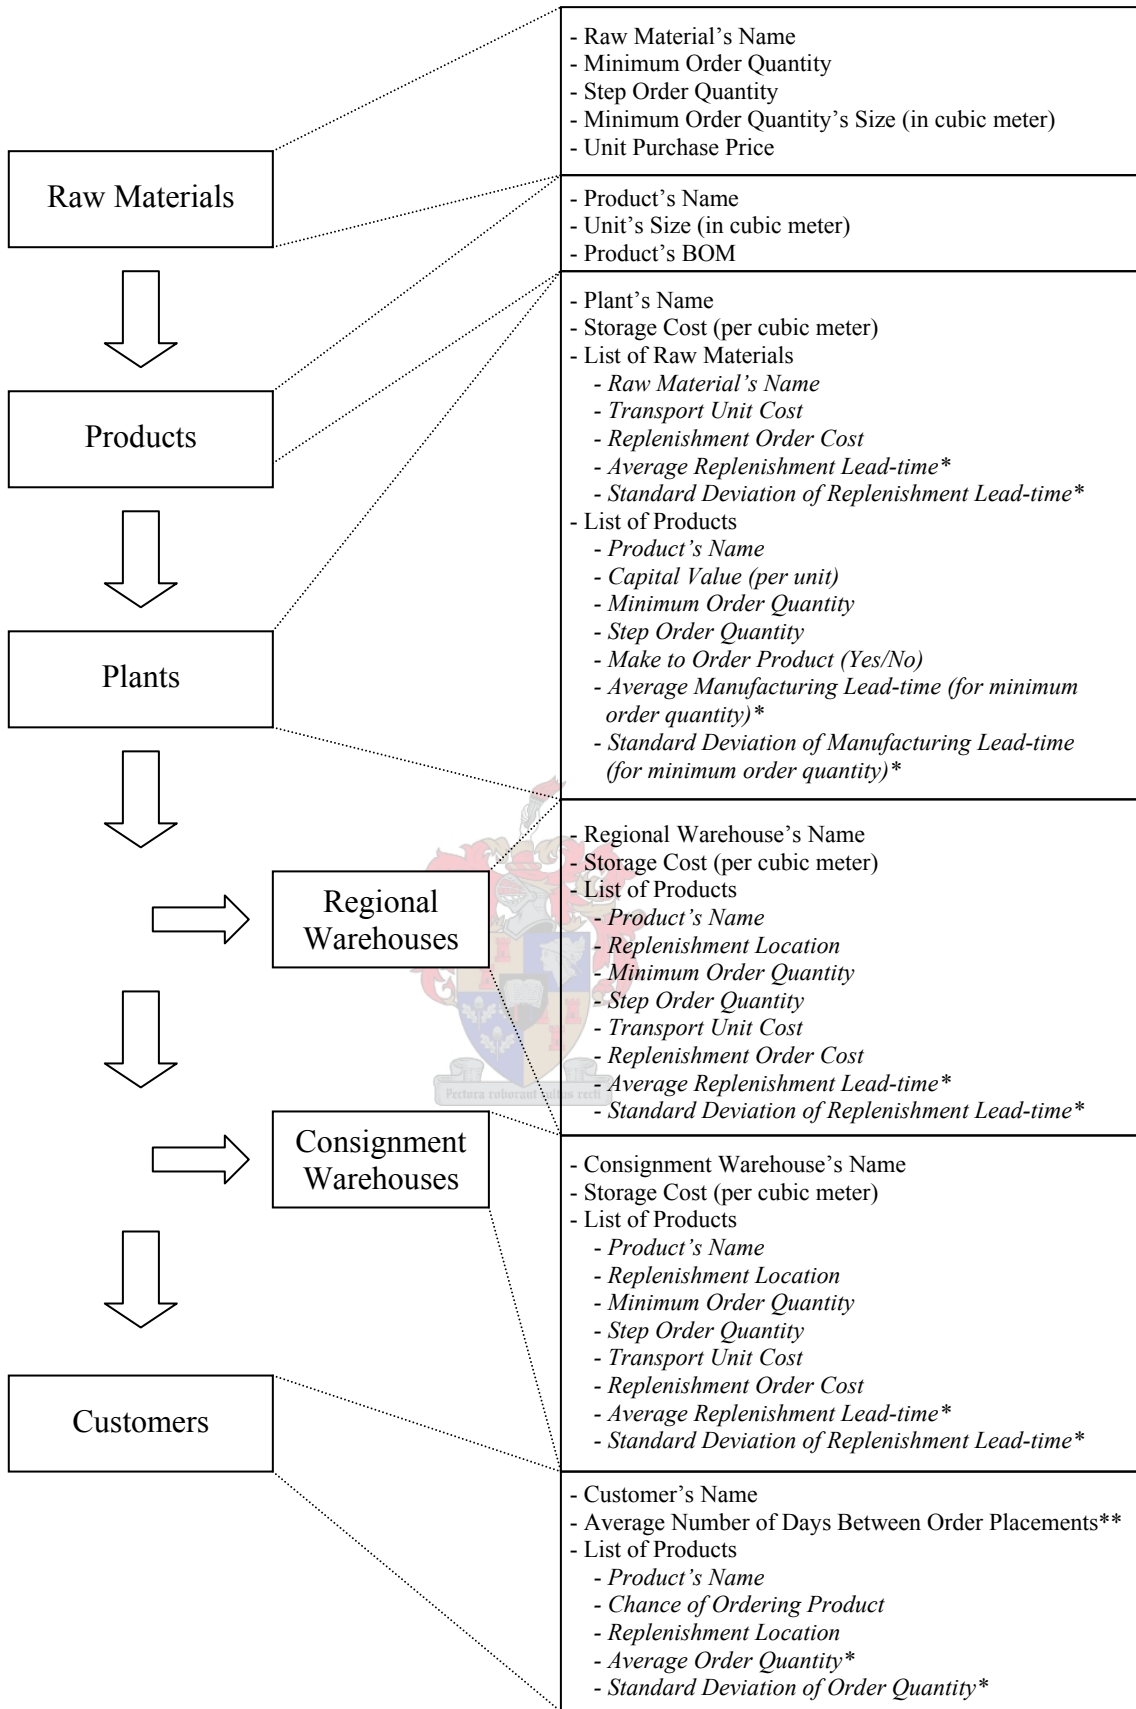 Raw Materials
Products
Plants
Regional
Warehouses
Consignment
Warehouses
Customers
- Raw Material’s Name
- Minimum Order Quantity
- Step Order Quantity
- Minimum Order Quantity’s Size (in cubic meter)
- Unit Purchase Price
- Product’s Name
- Unit’s Size (in cubic meter)
- Product’s BOM
- Plant’s Name
- Storage Cost (per cubic meter)
- List of Raw Materials
- Raw Material’s Name
- Transport Unit Cost
- Replenishment Order Cost
- Average Replenishment Lead-time*
- Standard Deviation of Replenishment Lead-time*
- List of Products
- Product’s Name
- Capital Value (per unit)
- Minimum Order Quantity
- Step Order Quantity
- Make to Order Product (Yes/No)
- Average Manufacturing Lead-time (for minimum
order quantity)*
- Standard Deviation of Manufacturing Lead-time
(for minimum order quantity)*
- Regional Warehouse’s Name
- Storage Cost (per cubic meter)
- List of Products
- Product’s Name
- Replenishment Location
- Minimum Order Quantity
- Step Order Quantity
- Transport Unit Cost
- Replenishment Order Cost
- Average Replenishment Lead-time*
- Standard Deviation of Replenishment Lead-time*
- Consignment Warehouse’s Name
- Storage Cost (per cubic meter)
- List of Products
- Product’s Name
- Replenishment Location
- Minimum Order Quantity
- Step Order Quantity
- Transport Unit Cost
- Replenishment Order Cost
- Average Replenishment Lead-time*
- Standard Deviation of Replenishment Lead-time*
- Customer’s Name
- Average Number of Days Between Order Placements**
- List of Products
- Product’s Name
- Chance of Ordering Product
- Replenishment Location
- Average Order Quantity*
- Standard Deviation of Order Quantity*
Pectora roborant cultus recti